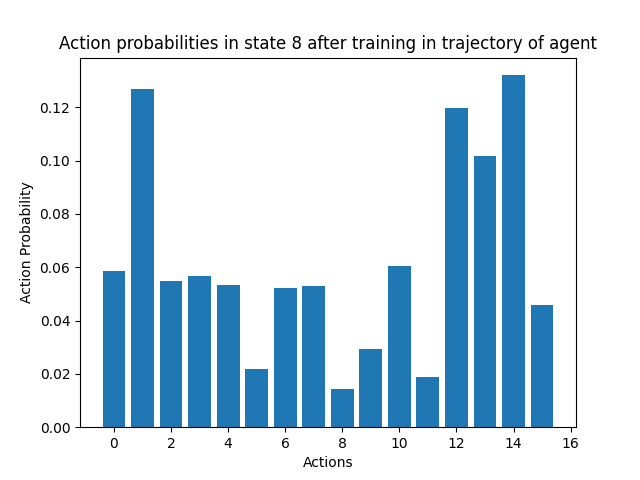 Action probabilities in state 8 after training in trajectory of agent
0.12
0.10
0.08
0.06
0.04
0.02
0.00
Action Probability
0 2 4 6 8 10 12 14 16
Actions